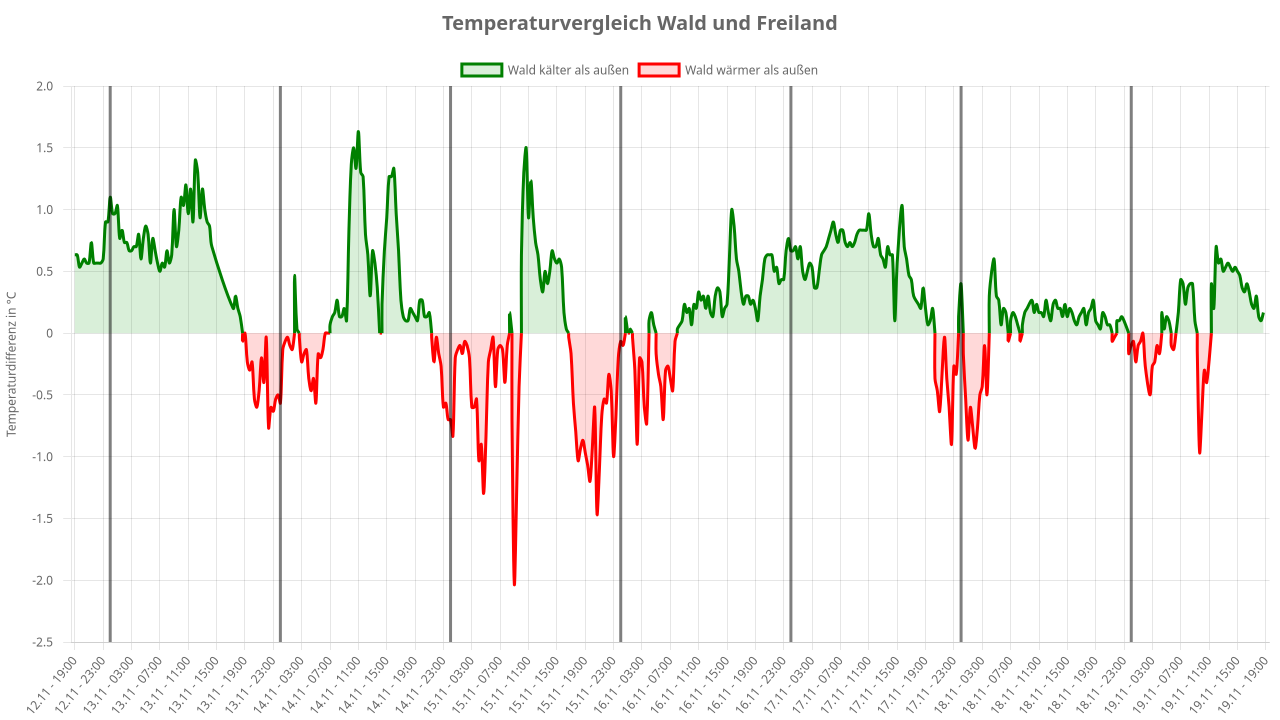 Temperaturvergleich Wald und Freiland
Wald kälter als außen
Wald wärmer als außen
Temperaturdifferenz in °C
2.0
1.5
1.0
0.5
0
-0.5
-1.0
-1.5
-2.0
-2.5
12.11 - 19:00
12.11 - 23:00
13.11 - 03:00
13.11 - 07:00
13.11 - 11:00
13.11 - 15:00
13.11 - 19:00
13.11 - 23:00
14.11 - 03:00
14.11 - 07:00
14.11 - 11:00
14.11 - 15:00
14.11 - 19:00
14.11 - 23:00
15.11 - 03:00
15.11 - 07:00
15.11 - 11:00
15.11 - 15:00
15.11 - 19:00
15.11 - 23:00
16.11 - 03:00
16.11 - 07:00
16.11 - 11:00
16.11 - 15:00
16.11 - 19:00
16.11 - 23:00
17.11 - 03:00
17.11 - 07:00
17.11 - 11:00
17.11 - 15:00
17.11 - 19:00
17.11 - 23:00
18.11 - 03:00
18.11 - 07:00
18.11 - 11:00
18.11 - 15:00
18.11 - 19:00
18.11 - 23:00
19.11 - 03:00
19.11 - 07:00
19.11 - 11:00
19.11 - 15:00
19.11 - 19:00